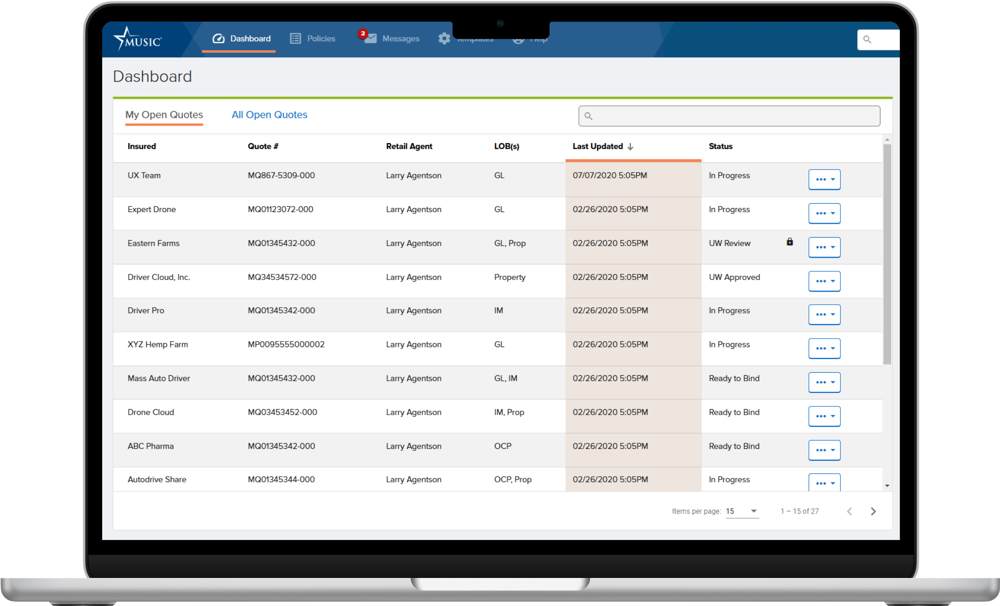 MUSIC
Dashboard Policies 2 Messages Templates Help
Dashboard
My Open Quotes All Open Quotes
Insured Quote # Retail Agent LOB(s) Last Updated Status
UX Team MQ867-5309-000 Larry Agentson GL 07/07/2020 5:05PM In Progress
Expert Drone MQ01123072-000 Larry Agentson GL 02/26/2020 5:05PM In Progress
Eastern Farms MQ01345432-000 Larry Agentson GL, Prop 02/26/2020 5:05PM UW Review
Driver Cloud, Inc. MQ34534572-000 Larry Agentson Property 02/26/2020 5:05PM UW Approved
Driver Pro MQ01345342-000 Larry Agentson IM 02/26/2020 5:05PM In Progress
XYZ Hemp Farm MP0095555000002 Larry Agentson GL 02/26/2020 5:05PM In Progress
Mass Auto Driver MQ01345432-000 Larry Agentson GL, IM 02/26/2020 5:05PM Ready to Bind
Drone Cloud MQ03453452-000 Larry Agentson IM, Prop 02/26/2020 5:05PM Ready to Bind
ABC Pharma MQ01345342-000 Larry Agentson OCP 02/26/2020 5:05PM Ready to Bind
Autodrive Share MQ01345344-000 Larry Agentson OCP, Prop 02/26/2020 5:05PM In Progress
Items per page: 15 1 – 15 of 27